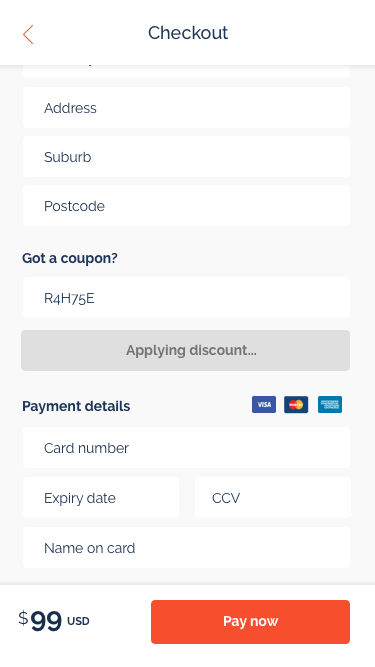 Checkout
Address
Suburb
Postcode
Got a coupon?
R4H75E
Applying discount...
Payment details VISA
Card number
Expiry date CCV
Name on card
$99 USD Pay now